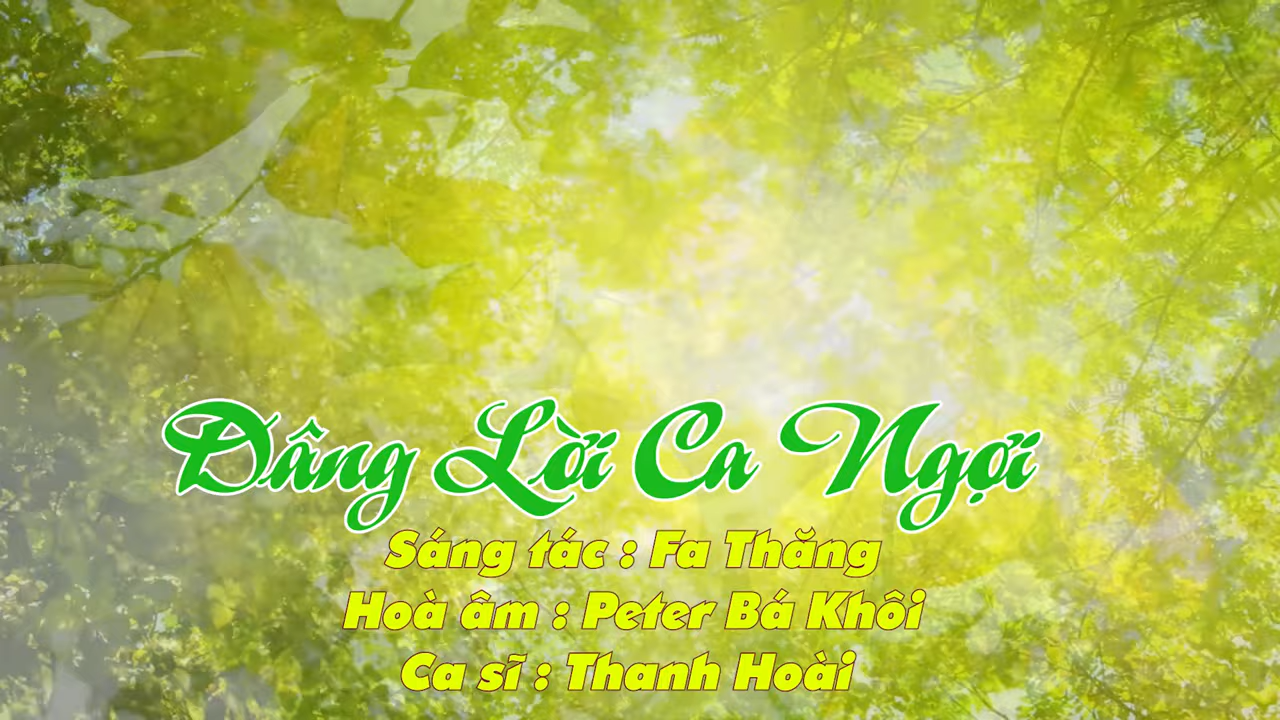 Dâng Lời Ca Ngợi
Sáng tác : Fa Thăng
Hoà âm : Peter Bá Khôi
Ca sĩ : Thanh Hoài